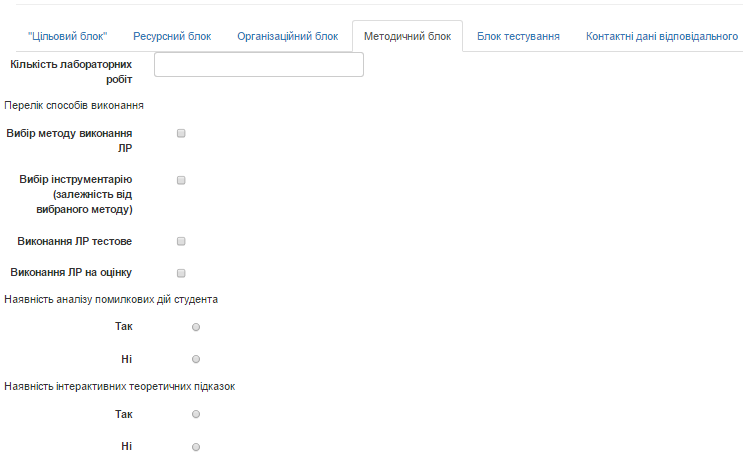 "Цільовий блок" Ресурсний блок Організаційний блок Методичний блок Блок тестування Контактні дані відповідального
Кількість лабораторних
робіт
Перелік способів виконання
Вибір методу виконання
ЛР
Вибір інструментарію
(залежність від
вибраного методу)
Виконання ЛР тестове
Виконання ЛР на оцінку
Наявність аналізу помилкових дій студента
Так
Ні
Наявність інтерактивних теоретичних підказок
Так
Ні